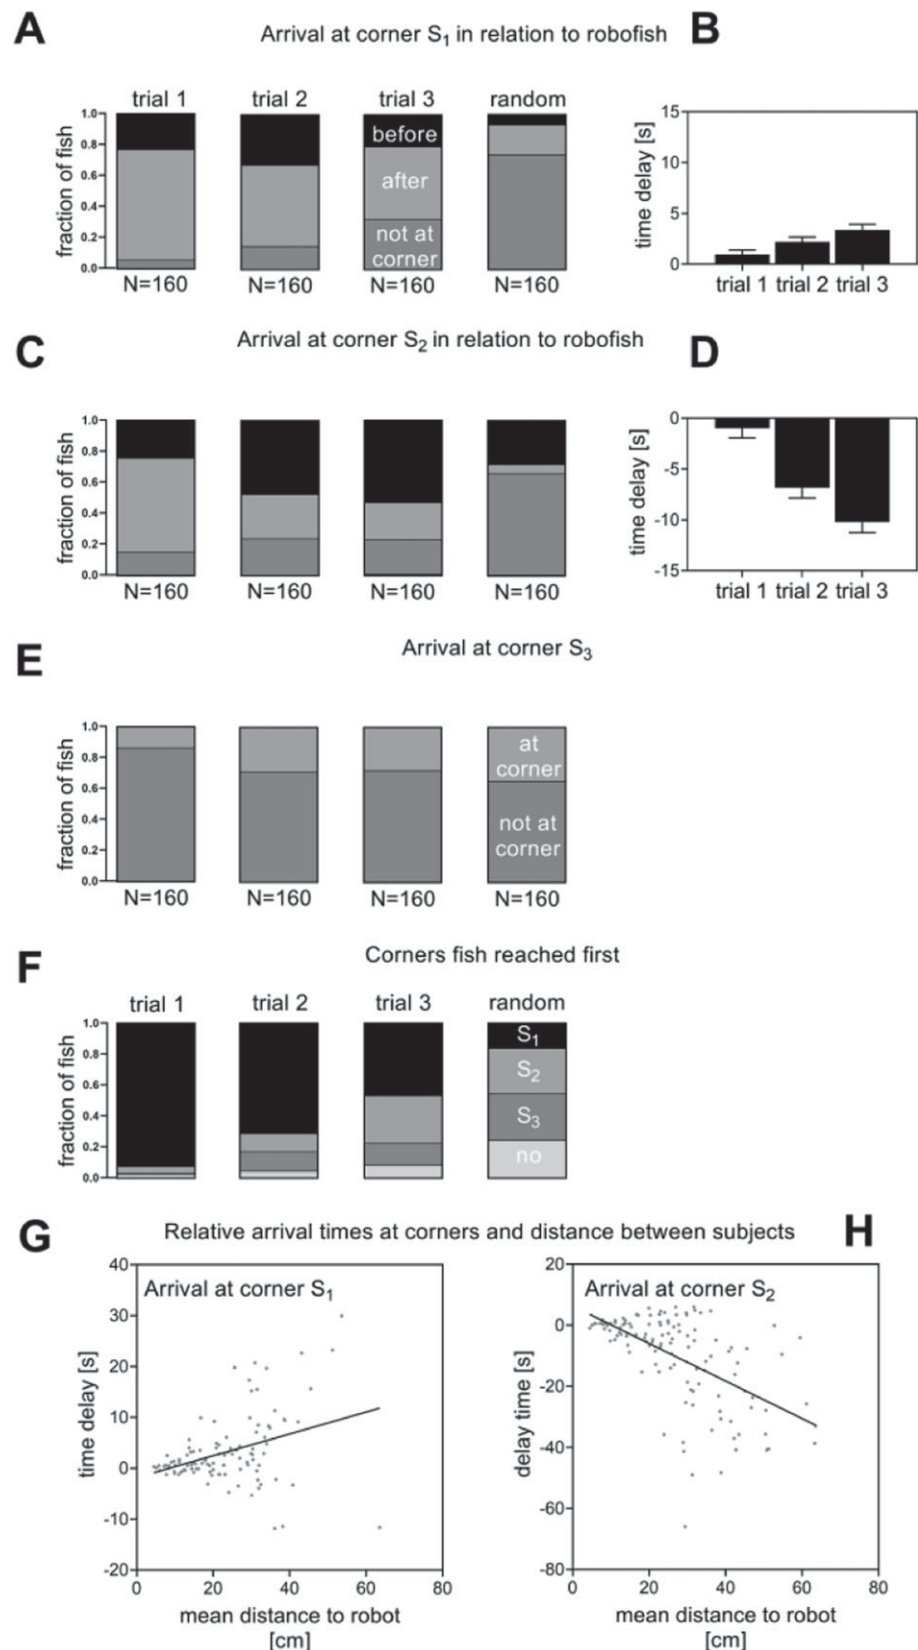 A
Arrival at corner S1 in relation to robofish
B
trial 1 trial 2 trial 3 random
fraction of fish
1.0
0.8
0.6
0.4
0.2
0.0
before
after
not at
corner
N=160 N=160 N=160 N=160
time delay [s]
15
10
5
0
trial 1 trial 2 trial 3
C
Arrival at corner S2 in relation to robofish
D
fraction of fish
1.0
0.8
0.6
0.4
0.2
0.0
N=160 N=160 N=160 N=160
time delay [s]
0
-5
-10
-15
trial 1 trial 2 trial 3
E
Arrival at corner S3
fraction of fish
1.0
0.8
0.6
0.4
0.2
0.0
at
corner
not at
corner
N=160 N=160 N=160 N=160
F
Corners fish reached first
trial 1 trial 2 trial 3 random
fraction of fish
1.0
0.8
0.6
0.4
0.2
0.0
S1
S2
S3
no
G
Relative arrival times at corners and distance between subjects
H
Arrival at corner S1
time delay [s]
40
30
20
10
0
-10
-20
0 20 40 60 80
mean distance to robot
[cm]
Arrival at corner S2
delay time [s]
20
0
-20
-40
-60
-80
0 20 40 60 80
mean distance to robot
[cm]